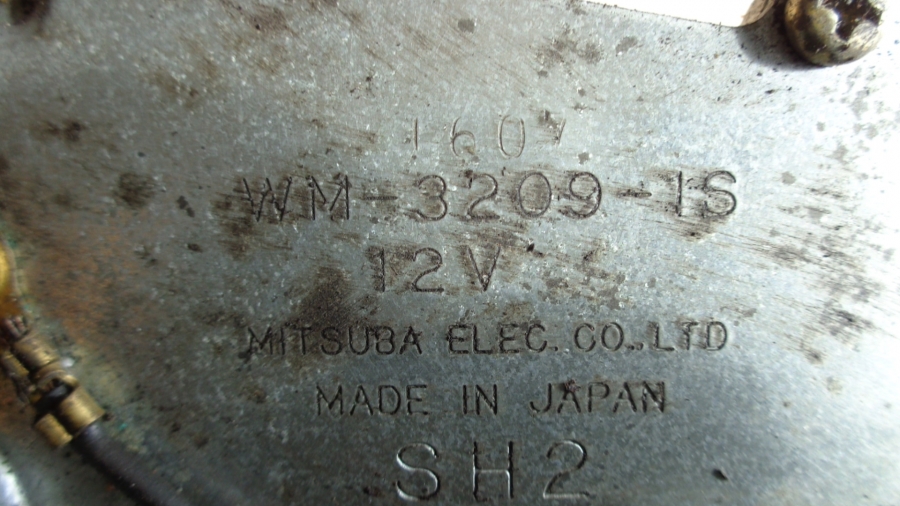 WM-3209-1S
12V
MITSUBA ELEC. CO., LTD
MADE IN JAPAN
SH2